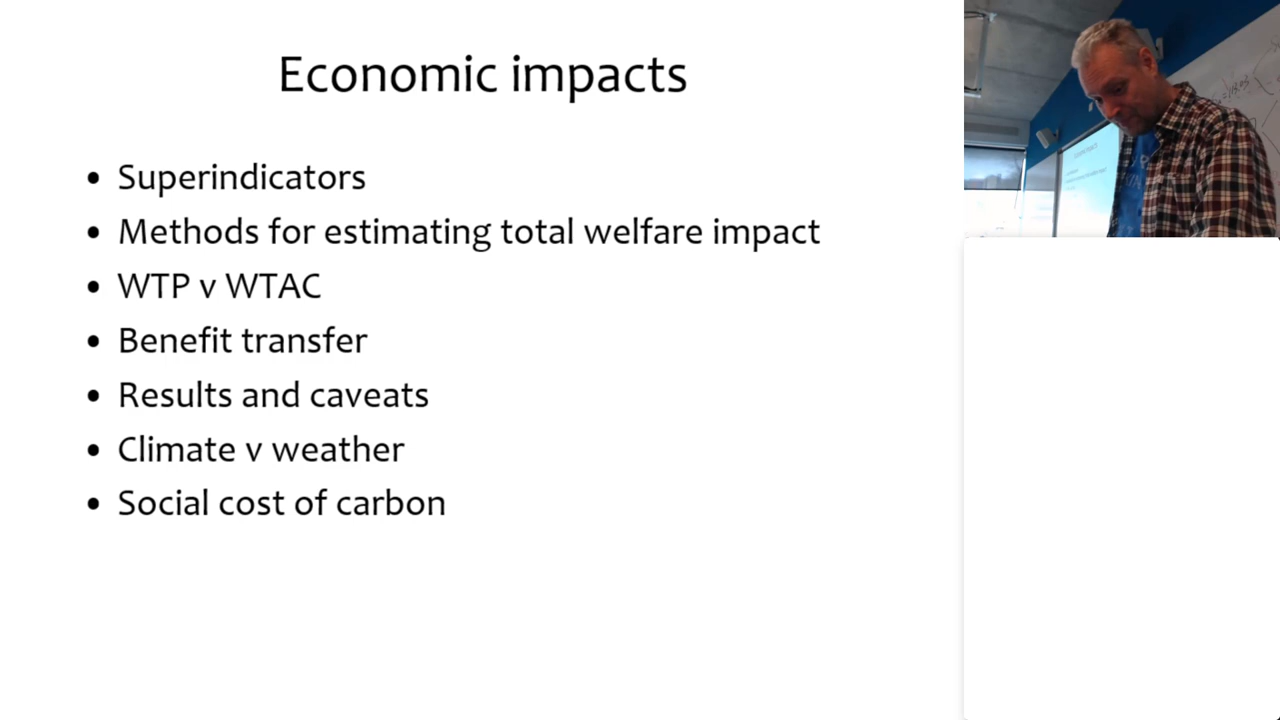 Economic impacts
• Superindicators
• Methods for estimating total welfare impact
• WTP v WTAC
• Benefit transfer
• Results and caveats
• Climate v weather
• Social cost of carbon